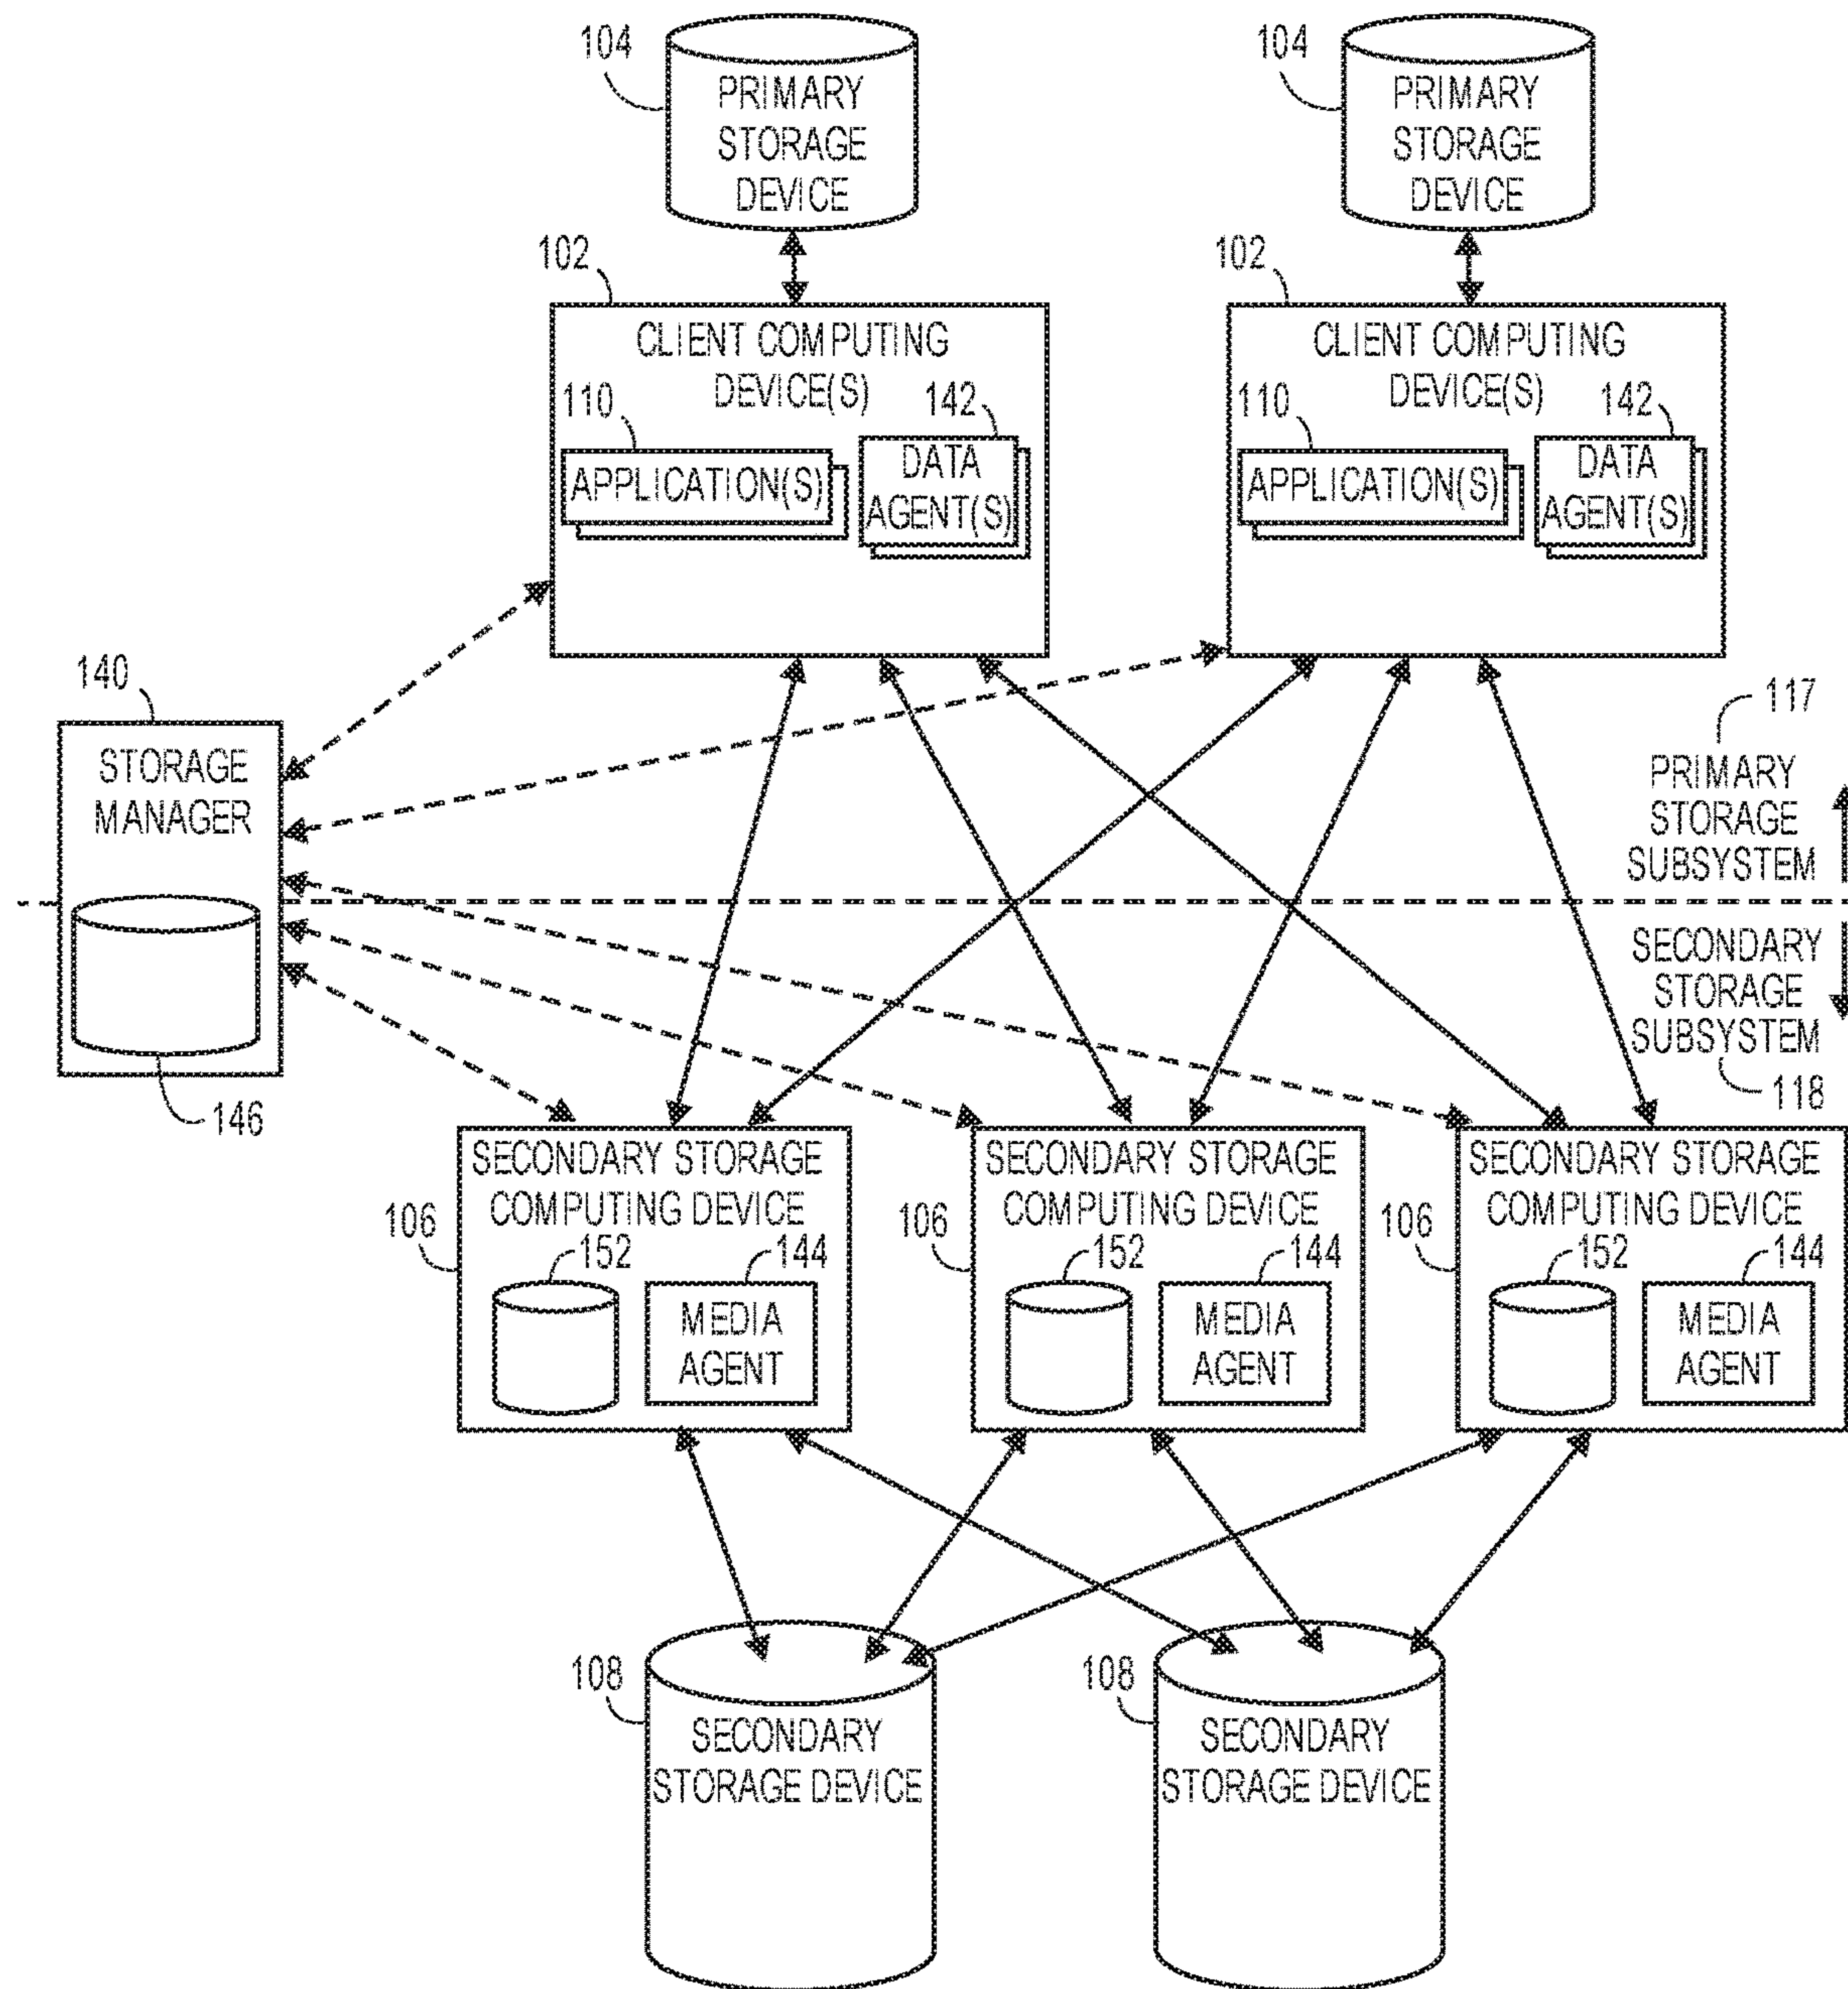 104
PRIMARY
STORAGE
DEVICE
104
PRIMARY
STORAGE
DEVICE
102
CLIENT COMPUTING
DEVICE(S)
110
APPLICATION(S)
142
DATA
AGENT(S)
102
CLIENT COMPUTING
DEVICE(S)
110
APPLICATION(S)
142
DATA
AGENT(S)
140
STORAGE
MANAGER
146
117
PRIMARY
STORAGE
SUBSYSTEM
SECONDARY
STORAGE
SUBSYSTEM
118
SECONDARY STORAGE
COMPUTING DEVICE
106
152
144
MEDIA
AGENT
SECONDARY STORAGE
COMPUTING DEVICE
106
152
144
MEDIA
AGENT
SECONDARY STORAGE
COMPUTING DEVICE
106
152
144
MEDIA
AGENT
108
SECONDARY
STORAGE DEVICE
108
SECONDARY
STORAGE DEVICE